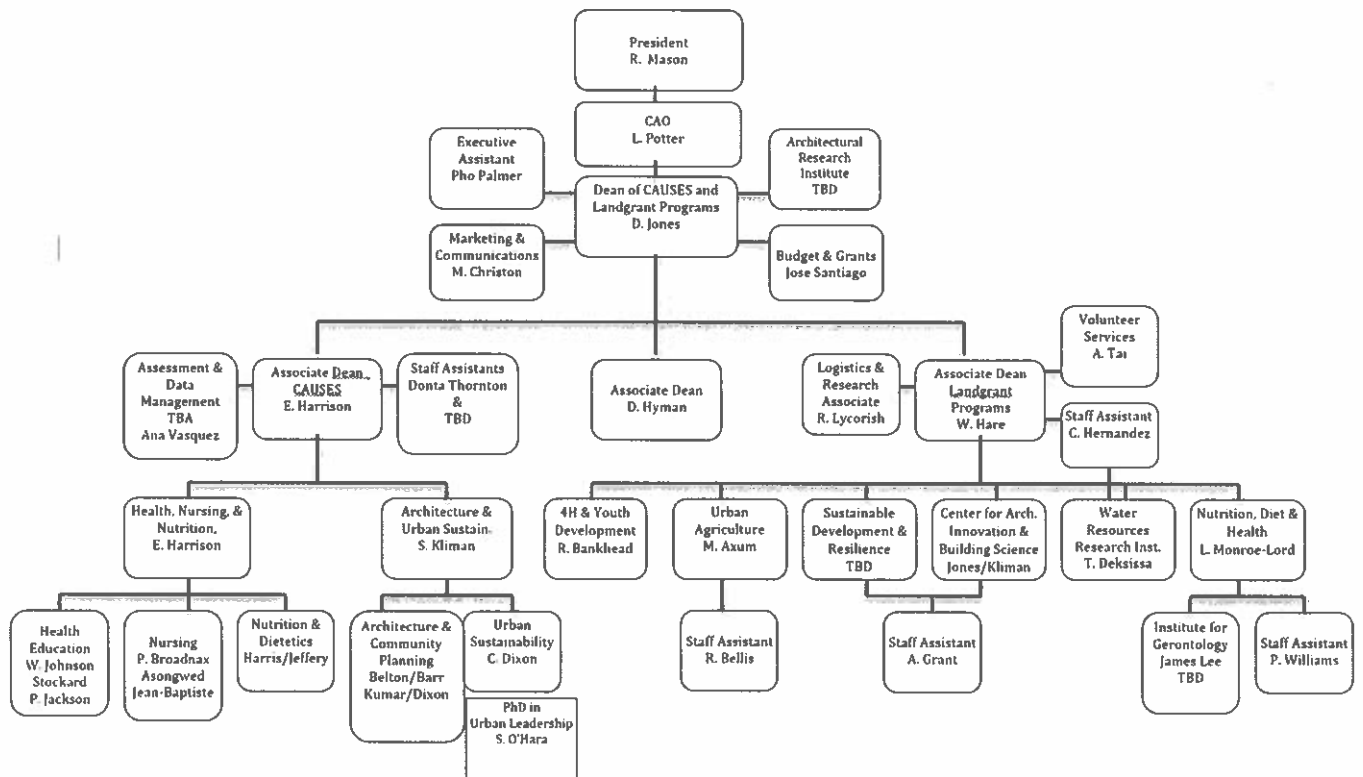 President
R. Mason
CAO
L. Potter
Executive
Assistant
Pho Palmer
Architectural
Research
Institute
TBD
Dean of CAUSES and
Landgrant Programs
D. Jones
Marketing &
Communications
M. Christon
Budget & Grants
Jose Santiago
Assessment &
Data
Management
TBA
Ana Vasquez
Associate Dean
CAUSES
E. Harrison
Staff Assistants
Donta Thornton
&
TBD
Associate Dean
D. Hyman
Logistics &
Research
Associate
R. Lycorish
Associate Dean
Landgrant
Programs
W. Hare
Volunteer
Services
A. Tai
Staff Assistant
C. Hernandez
Health, Nursing, &
Nutrition,
E. Harrison
Architecture &
Urban Sustain.
S. Kliman
4H & Youth
Development
R. Bankhead
Urban
Agriculture
M. Axum
Sustainable
Development &
Resilience
TBD
Center for Arch.
Innovation &
Building Science
Jones/Kliman
Water
Resources
Research Inst.
T. Deksissa
Nutrition, Diet &
Health
L. Monroe-Lord
Health
Education
W. Johnson
Stockard
P. Jackson
Nursing
P. Broadnax
Asongwed
Jean-Baptiste
Nutrition &
Dietetics
Harris/Jeffery
Architecture &
Community
Planning
Belton/Barr
Kumar/Dixon
Urban
Sustainability
C. Dixon
PhD in
Urban Leadership
S. O'Hara
Staff Assistant
R. Bellis
Staff Assistant
A. Grant
Institute for
Gerontology
James Lee
TBD
Staff Assistant
P. Williams